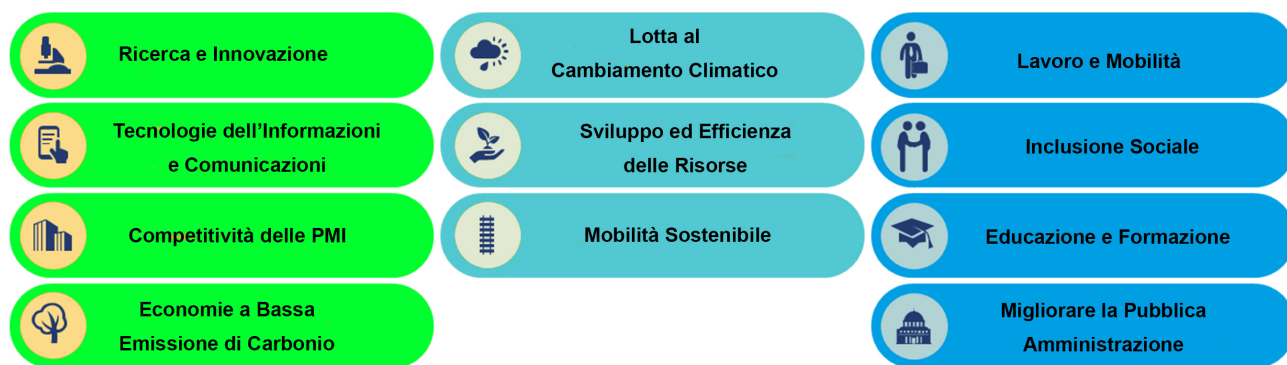 Ricerca e Innovazione
Tecnologie dell'Informazioni
e Comunicazioni
Competitività delle PMI
Economie a Bassa
Emissione di Carbonio
Lotta al
Cambiamento Climatico
Sviluppo ed Efficienza
delle Risorse
Mobilità Sostenibile
Lavoro e Mobilità
Inclusione Sociale
Educazione e Formazione
Migliorare la Pubblica
Amministrazione